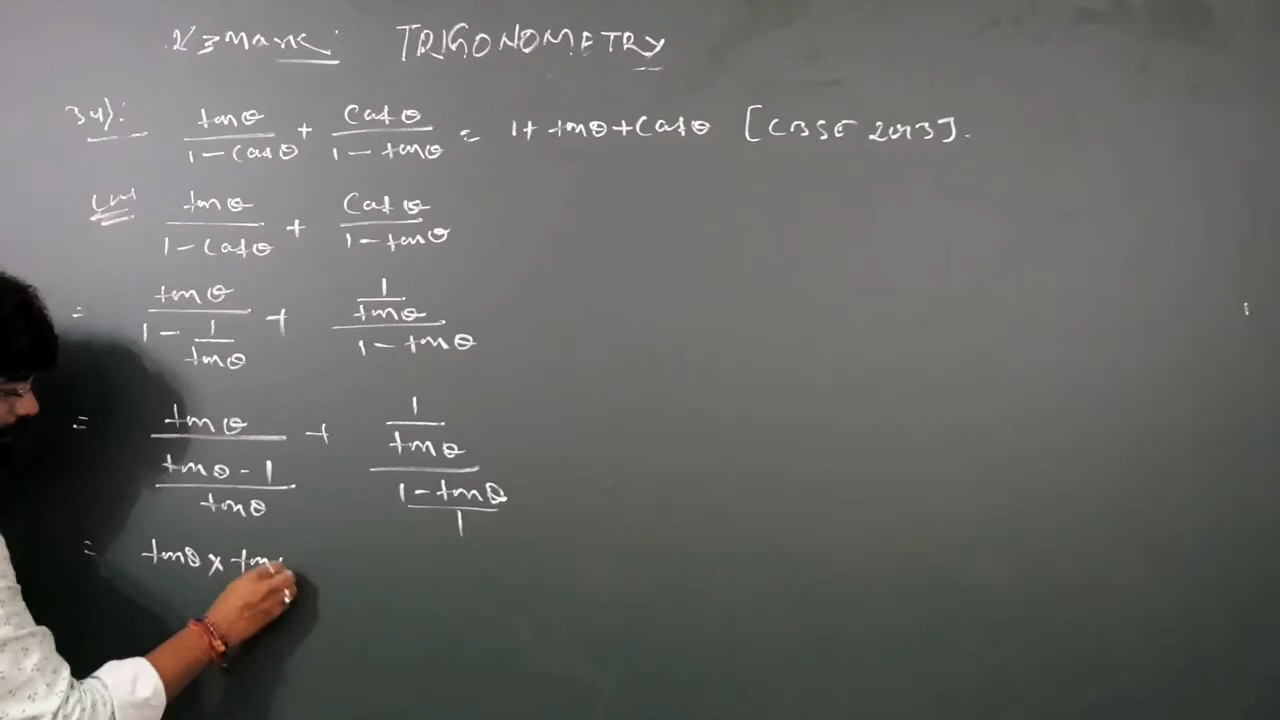 2/3 mark: TRIGONOMETRY
34): tanθ/(1 - cotθ) + cotθ/(1 - tanθ) = 1 + tanθ + cotθ [CBSE 2013].
LHS tanθ/(1 - cotθ) + cotθ/(1 - tanθ)
= tanθ/(1 - 1/tanθ) + (1/tanθ)/(1 - tanθ)
= tanθ/((tanθ - 1)/tanθ) + (1/tanθ)/((1 - tanθ)/1)
= tanθ × tan